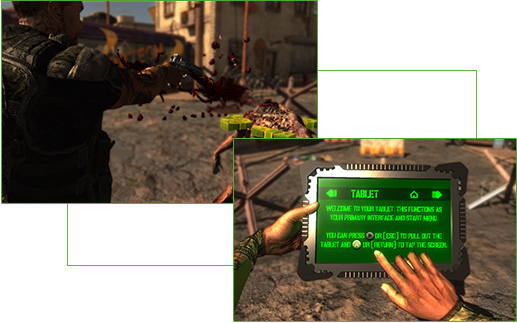 TABLET
WELCOME TO YOUR TABLET. THIS FUNCTIONS AS
YOUR PRIMARY INTERFACE AND START MENU.
YOU CAN PRESS OR [ESC] TO PULL OUT THE
TABLET AND OR [RETURN] TO TAP THE SCREEN.